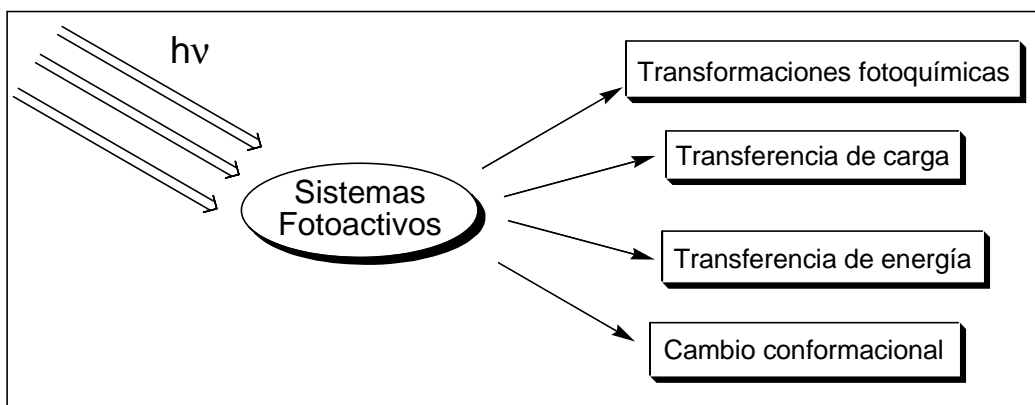 hν
Transformaciones fotoquímicas
Transferencia de carga
Sistemas
Fotoactivos
Transferencia de energía
Cambio conformacional